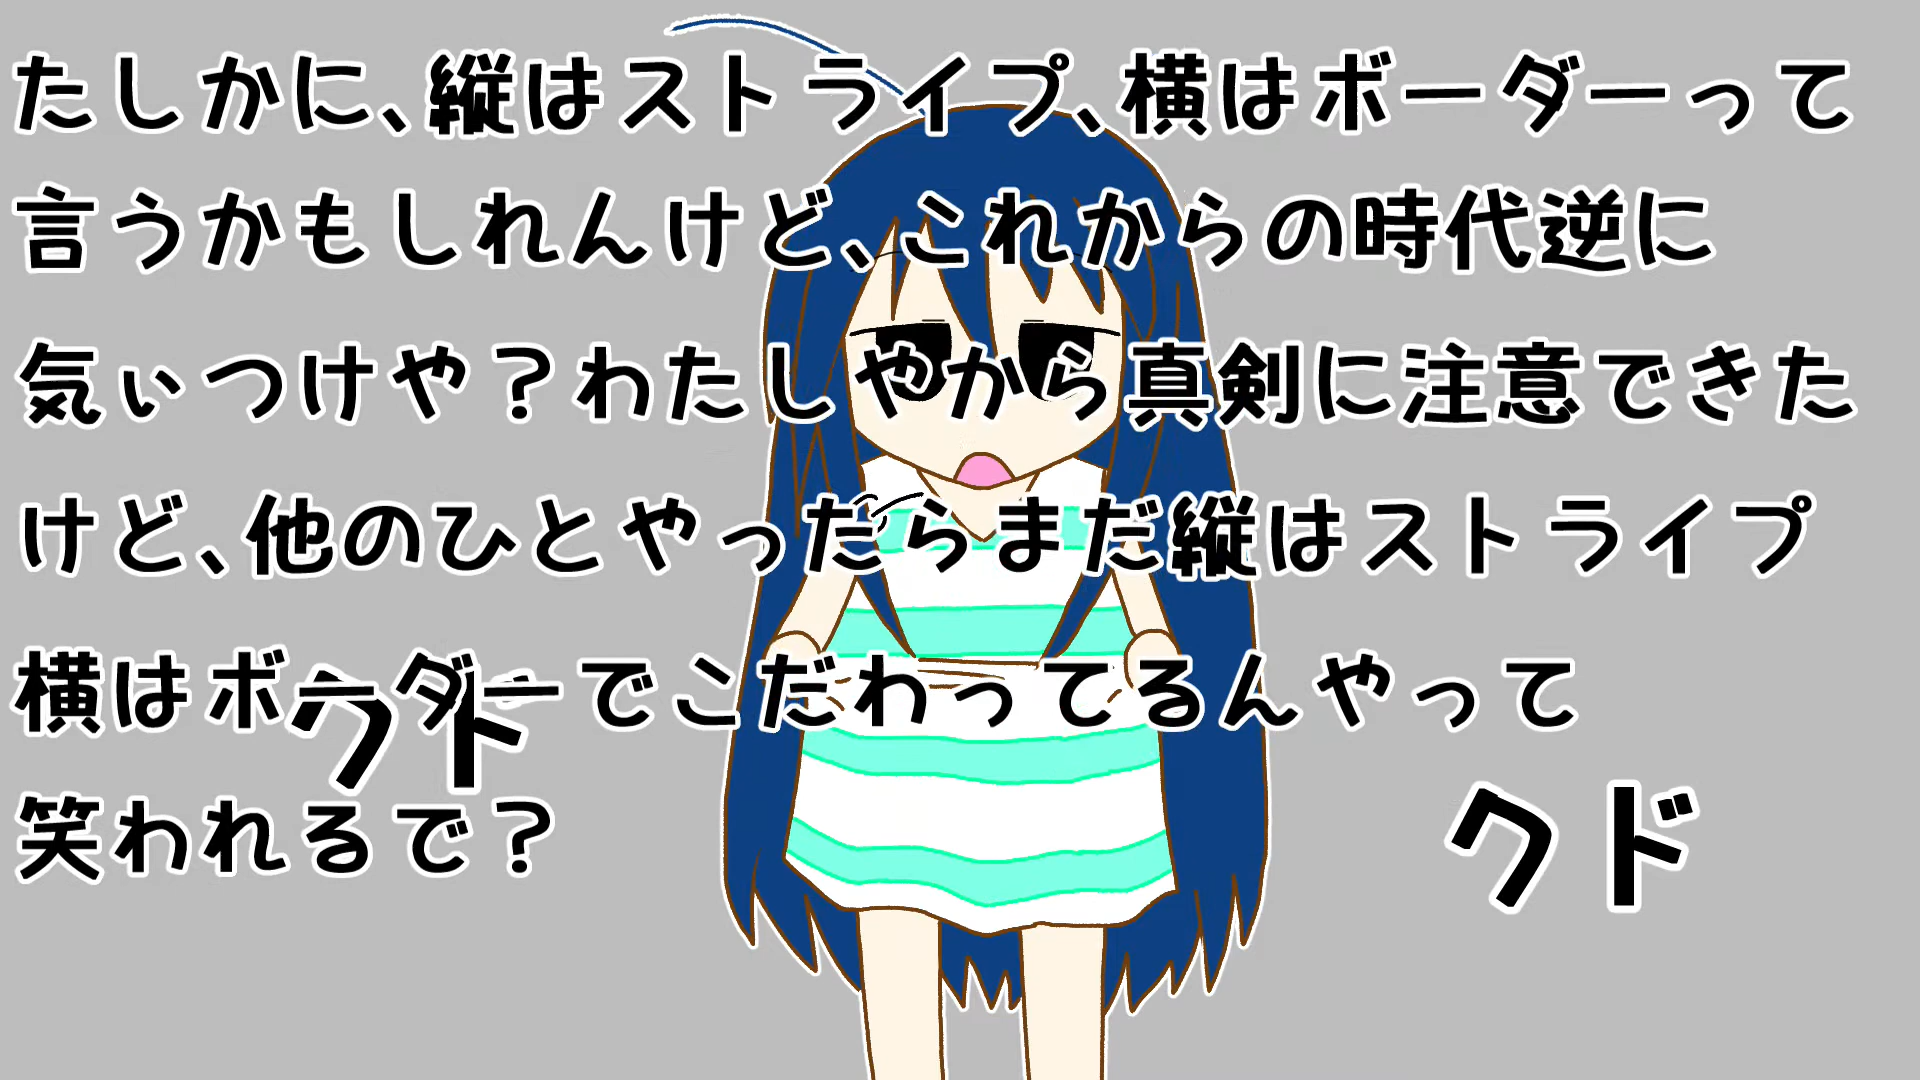 たしかに､縦はストライプ､横はボーダーって
言うかもしれんけど､これからの時代逆に
気ぃつけや？わたしやから真剣に注意できた
けど､他のひとやったらまだ縦はストライプ
横はボーダーでこだわってるんやって
笑われるで？
クド
クド